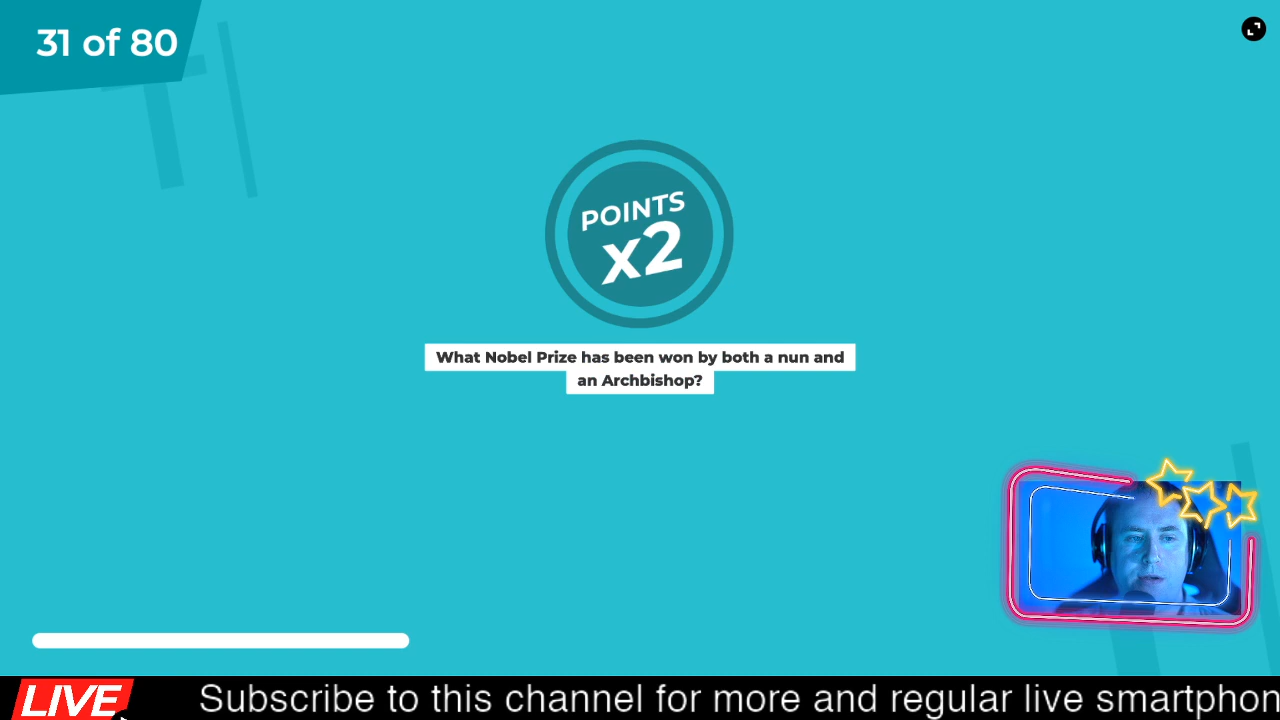 31 of 80
POINTS
x2
What Nobel Prize has been won by both a nun and
an Archbishop?
LIVE
Subscribe to this channel for more and regular live smartphon